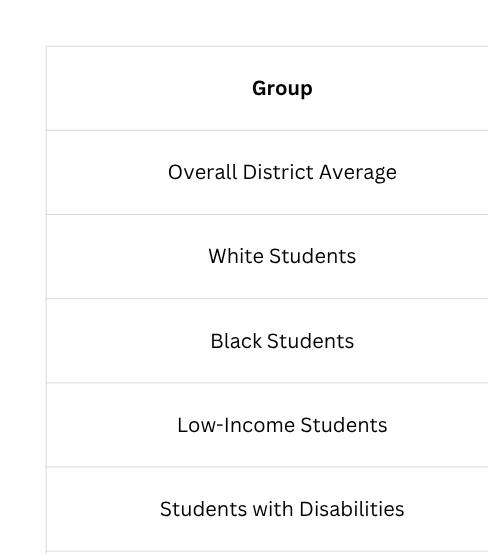 Group
Overall District Average
White Students
Black Students
Low-Income Students
Students with Disabilities